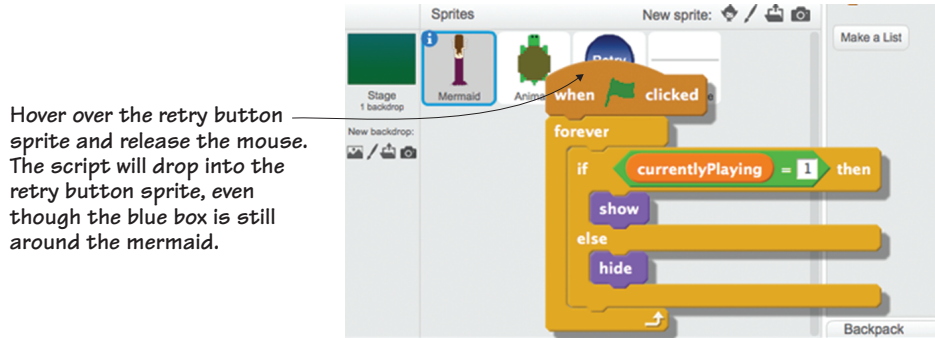 Sprites
New sprite:
Make a List
Stage
1 backdrop
Mermaid
Retry
New backdrop:
Hover over the retry button
sprite and release the mouse.
The script will drop into the
retry button sprite, even
though the blue box is still
around the mermaid.
when clicked
forever
if currentlyPlaying = 1 then
show
else
hide
Backpack